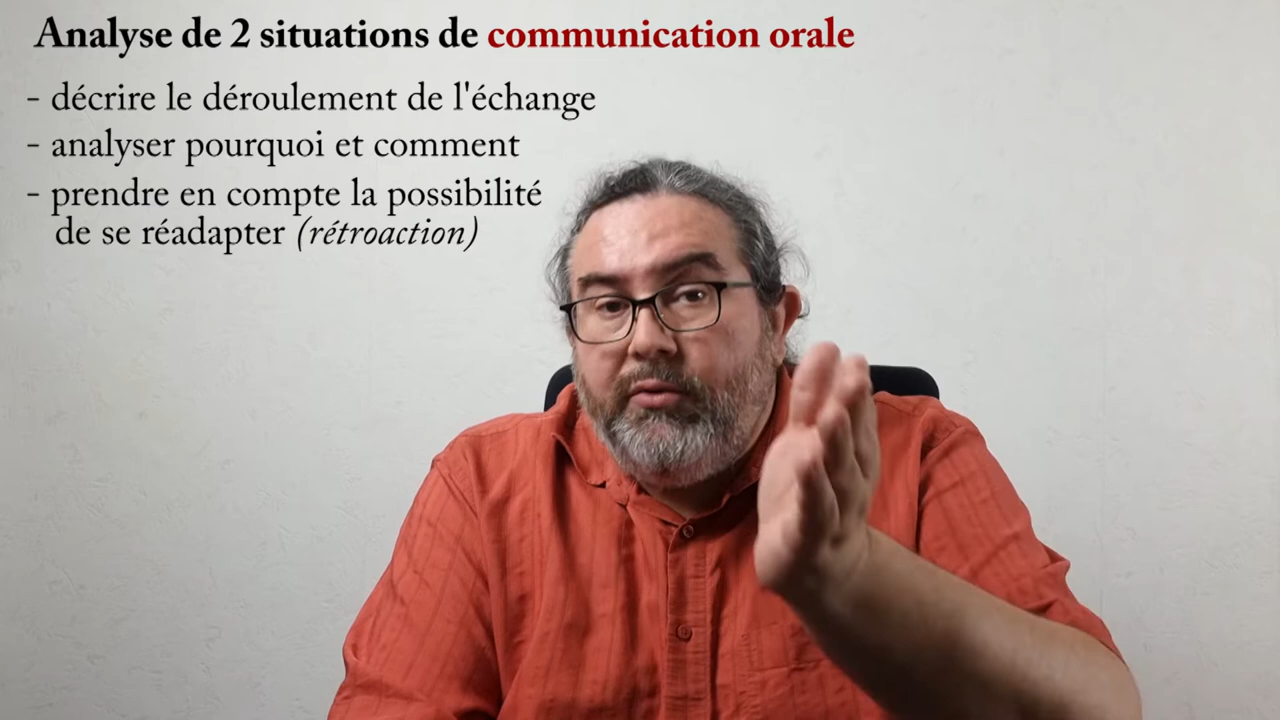 Analyse de 2 situations de communication orale
- décrire le déroulement de l'échange
- analyser pourquoi et comment
- prendre en compte la possibilité
de se réadapter (rétroaction)